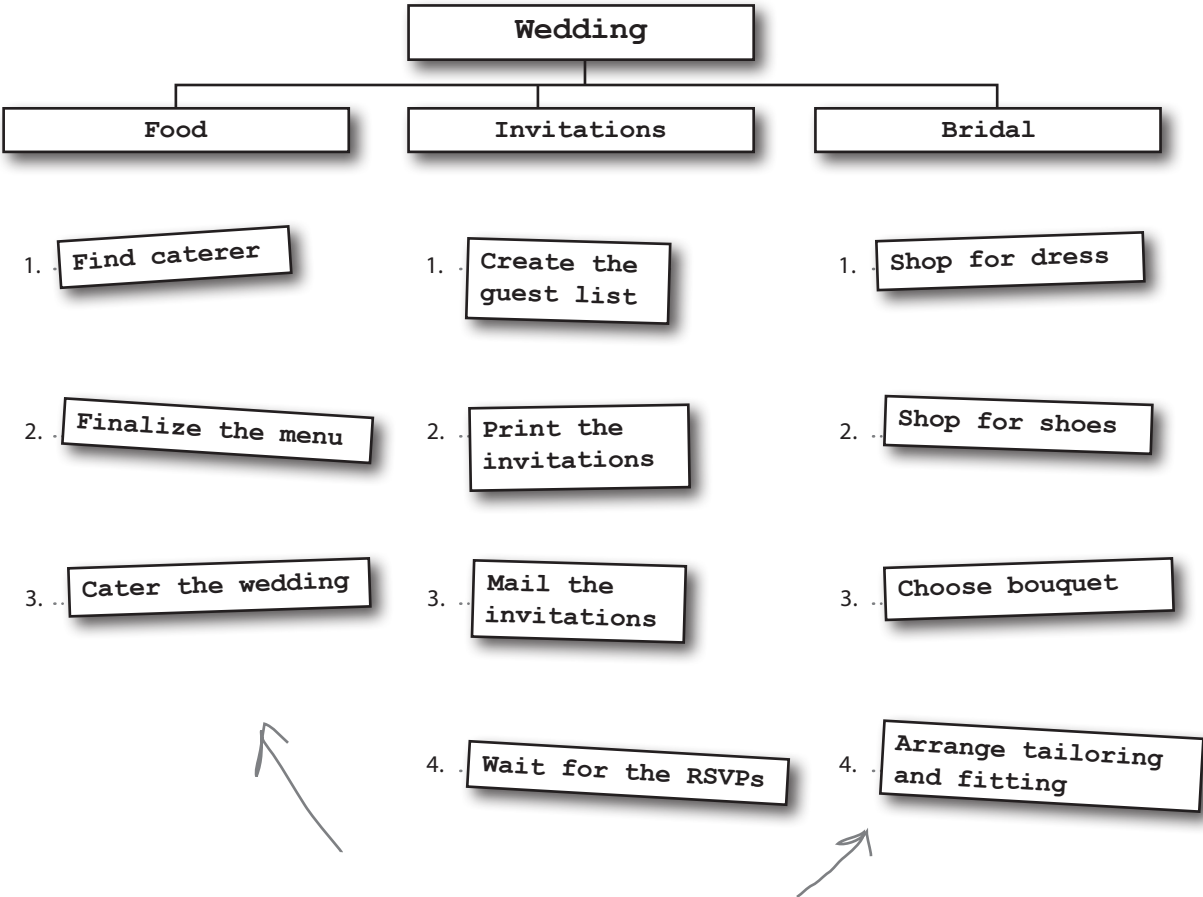 Wedding
Food
Invitations
Bridal
1. Find caterer
2. Finalize the menu
3. Cater the wedding
1. Create the
guest list
2. Print the
invitations
3. Mail the
invitations
4. Wait for the RSVPs
1. Shop for dress
2. Shop for shoes
3. Choose bouquet
4. Arrange tailoring
and fitting